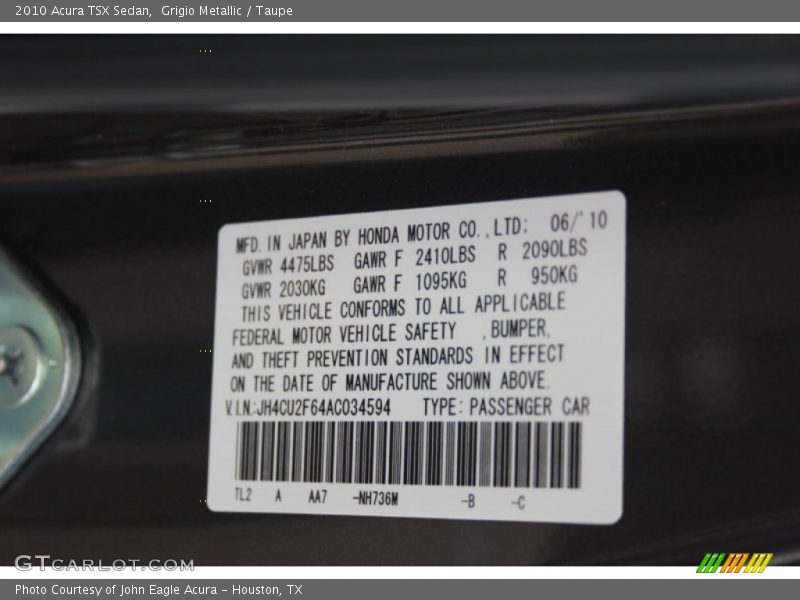 2010 Acura TSX Sedan,  Grigio Metallic / Taupe
MFD. IN JAPAN BY HONDA MOTOR CO.,LTD: 06/'10
GVWR 4475LBS GAWR F 2410LBS R 2090LBS
GVWR 2030KG GAWR F 1095KG R 950KG
THIS VEHICLE CONFORMS TO ALL APPLICABLE
FEDERAL MOTOR VEHICLE SAFETY ,BUMPER,
AND THEFT PREVENTION STANDARDS IN EFFECT
ON THE DATE OF MANUFACTURE SHOWN ABOVE.
V.I.N.:JH4CU2F64AC034594 TYPE: PASSENGER CAR
TL2 A AA7 -NH736M -B -C
GTCARLOT.COM
Photo Courtesy of John Eagle Acura - Houston, TX